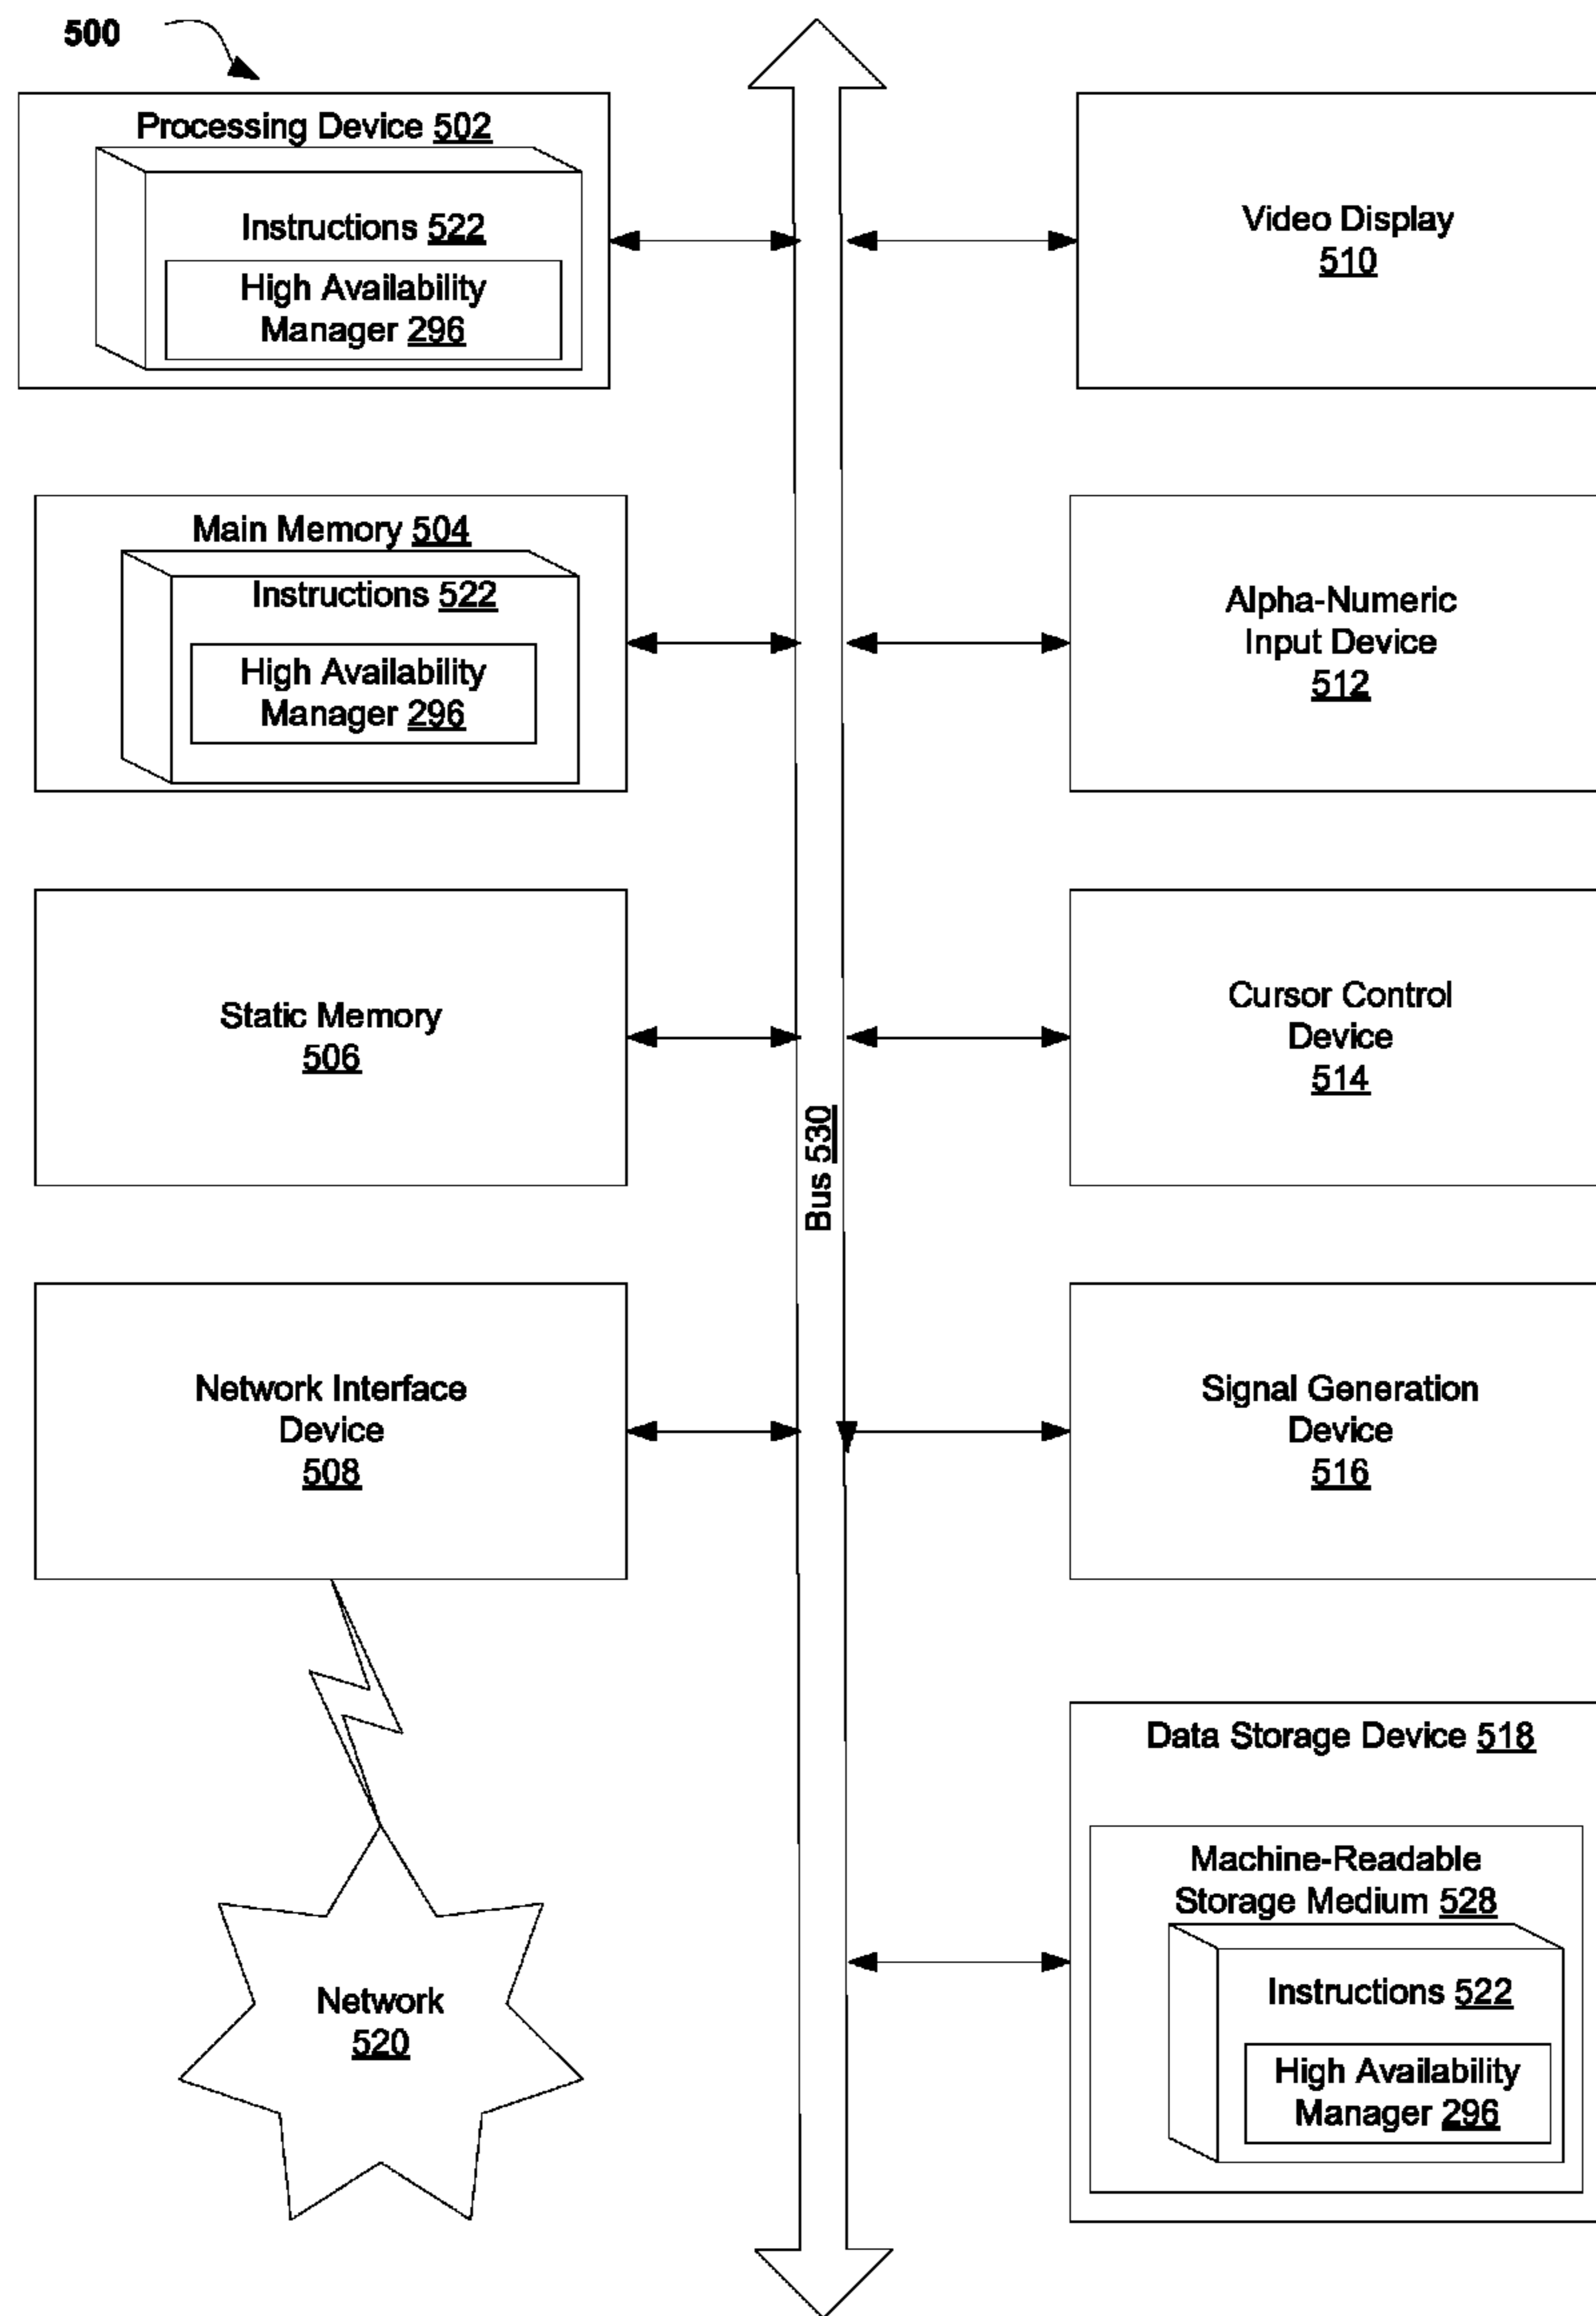 500
Processing Device 502
Instructions 522
High Availability
Manager 296
Main Memory 504
Instructions 522
High Availability
Manager 296
Static Memory
506
Network Interface
Device
508
Network
520
Bus 530
Video Display
510
Alpha-Numeric
Input Device
512
Cursor Control
Device
514
Signal Generation
Device
516
Data Storage Device 518
Machine-Readable
Storage Medium 528
Instructions 522
High Availability
Manager 296